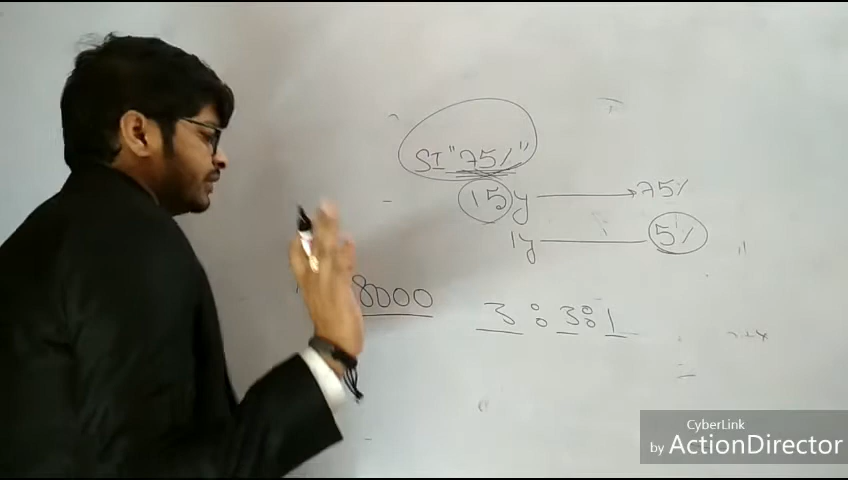 SI "75%"
15y → 75%
1y — 5%
8000
3 : 3 : 1
CyberLink
by ActionDirector